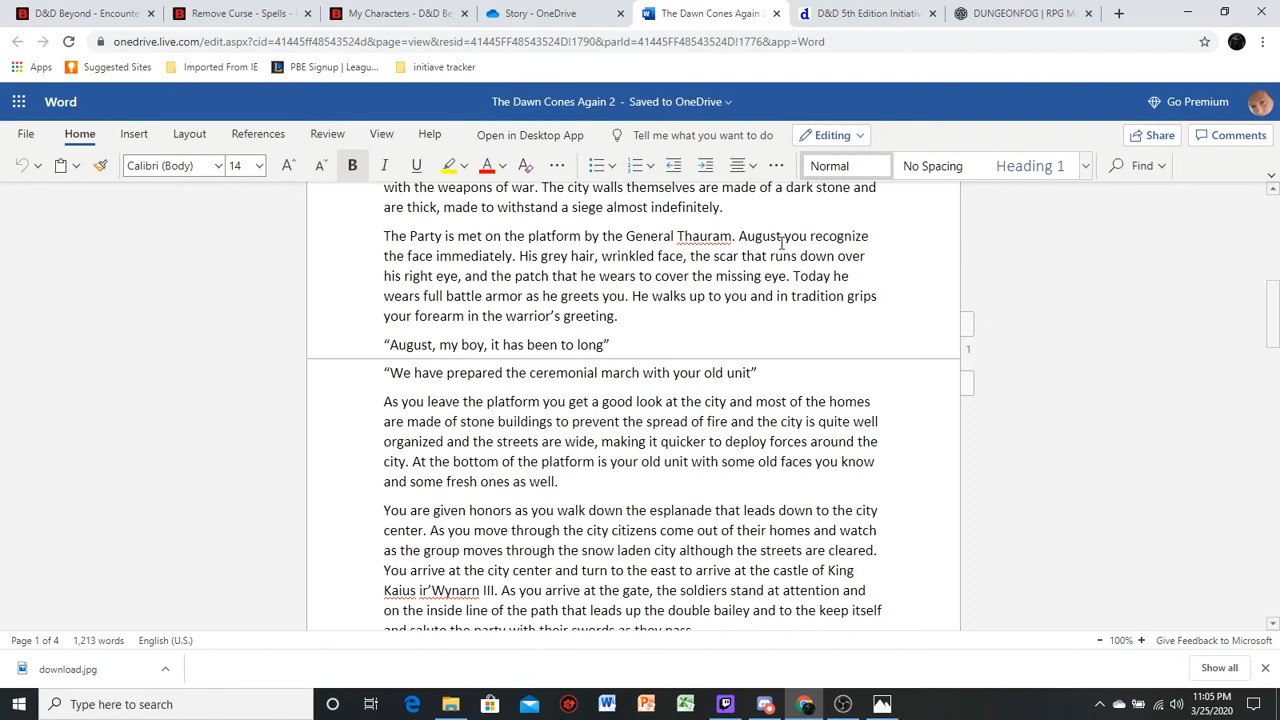 D&D Beyond - Encounte
Remove Curse - Spells -
My Characters - D&D Be
Story - OneDrive
The Dawn Cones Again 2
D&D 5th Edition Initiativ
DUNGEONFOG | RPG M
onedrive.live.com/edit.aspx?cid=41445ff48543524d&page=view&resid=41445FF48543524D!1790&parId=41445FF48543524D!1776&app=Word
Apps
Suggested Sites
Imported From IE
PBE Signup | Leagu...
initiave tracker
Word
The Dawn Cones Again 2 - Saved to OneDrive
Go Premium
File
Home
Insert
Layout
References
Review
View
Help
Open in Desktop App
Tell me what you want to do
Editing
Share
Comments
Calibri (Body)
14
Normal
No Spacing
Heading 1
Find
with the weapons of war. The city walls themselves are made of a dark stone and
are thick, made to withstand a siege almost indefinitely.
The Party is met on the platform by the General Thauram. August you recognize
the face immediately. His grey hair, wrinkled face, the scar that runs down over
his right eye, and the patch that he wears to cover the missing eye. Today he
wears full battle armor as he greets you. He walks up to you and in tradition grips
your forearm in the warrior’s greeting.
“August, my boy, it has been to long”
1
“We have prepared the ceremonial march with your old unit”
As you leave the platform you get a good look at the city and most of the homes
are made of stone buildings to prevent the spread of fire and the city is quite well
organized and the streets are wide, making it quicker to deploy forces around the
city. At the bottom of the platform is your old unit with some old faces you know
and some fresh ones as well.
You are given honors as you walk down the esplanade that leads down to the city
center. As you move through the city citizens come out of their homes and watch
as the group moves through the snow laden city although the streets are cleared.
You arrive at the city center and turn to the east to arrive at the castle of King
Kaius ir’Wynarn III. As you arrive at the gate, the soldiers stand at attention and
on the inside line of the path that leads up the double bailey and to the keep itself
and salute the party with their swords as they pass.
Page 1 of 4
1,213 words
English (U.S.)
100%
Give Feedback to Microsoft
download.jpg
Show all
Type here to search
11:05 PM
3/25/2020